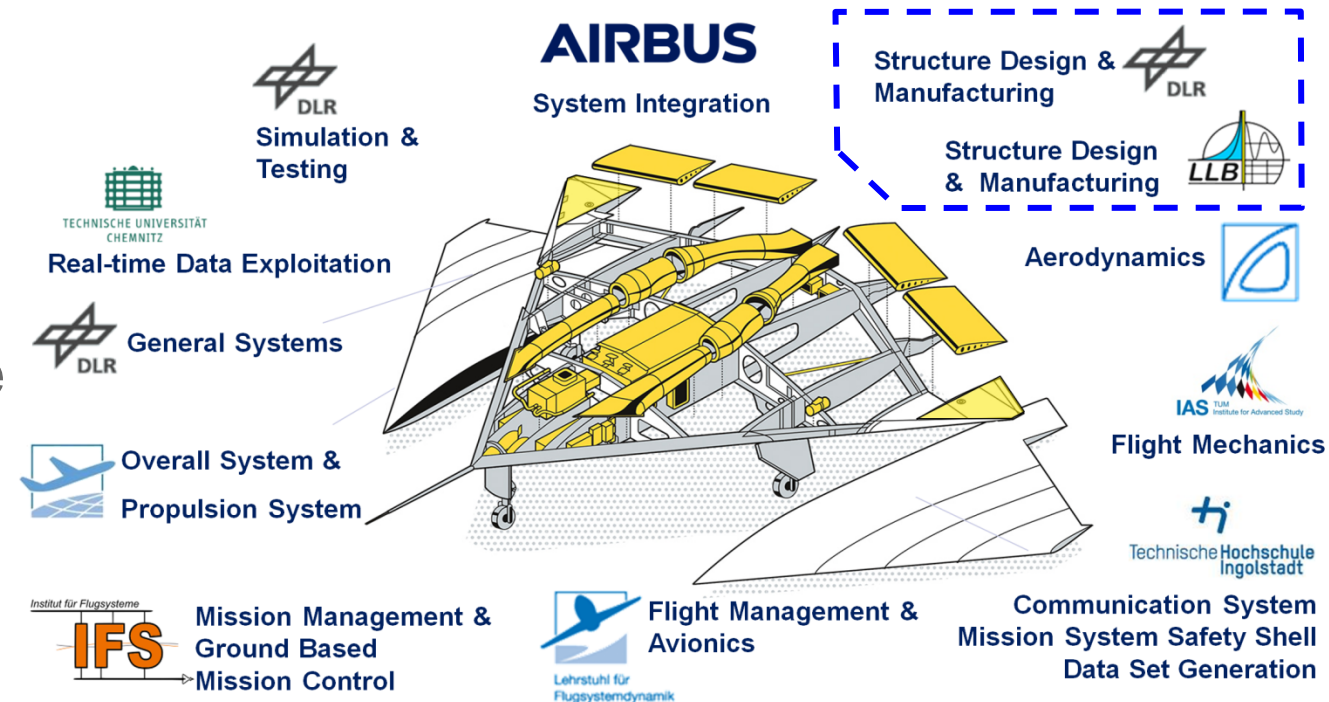 AIRBUS
System Integration
DLR
Simulation &
Testing
Structure Design &
Manufacturing
DLR
Structure Design
& Manufacturing
LLB
TECHNISCHE UNIVERSITÄT
CHEMNITZ
Real-time Data Exploitation
Aerodynamics
DLR
General Systems
e
IAS TUM
Institute for Advanced Study
Flight Mechanics
Overall System &
Propulsion System
Technische Hochschule
Ingolstadt
Institut für Flugsysteme
IFS
Mission Management &
Ground Based
Mission Control
Lehrstuhl für
Flugsystemdynamik
Flight Management &
Avionics
Communication System
Mission System Safety Shell
Data Set Generation